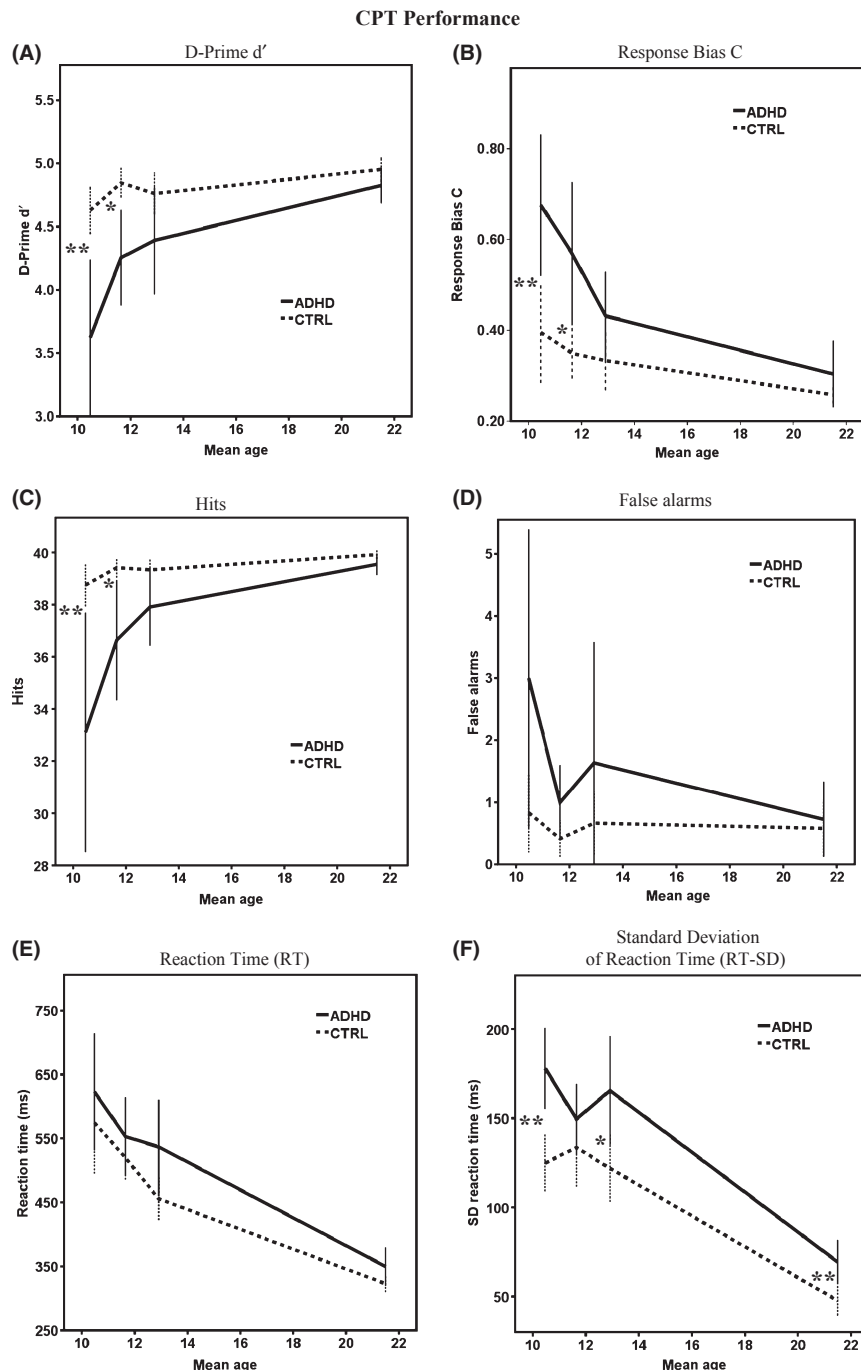 CPT Performance
(A)
D-Prime d′
5.5
5.0
4.5
4.0
3.5
3.0
D-Prime d′
**
*
ADHD
CTRL
10 12 14 16 18 20 22
Mean age
(B)
Response Bias C
0.80
0.60
0.40
0.20
Response Bias C
**
*
ADHD
CTRL
10 12 14 16 18 20 22
Mean age
(C)
Hits
40
38
36
34
32
30
28
Hits
**
*
ADHD
CTRL
10 12 14 16 18 20 22
Mean age
(D)
False alarms
5
4
3
2
1
0
False alarms
ADHD
CTRL
10 12 14 16 18 20 22
Mean age
(E)
Reaction Time (RT)
750
650
550
450
350
250
Reaction time (ms)
ADHD
CTRL
10 12 14 16 18 20 22
Mean age
(F)
Standard Deviation
of Reaction Time (RT-SD)
200
150
100
50
SD reaction time (ms)
**
*
**
ADHD
CTRL
10 12 14 16 18 20 22
Mean age